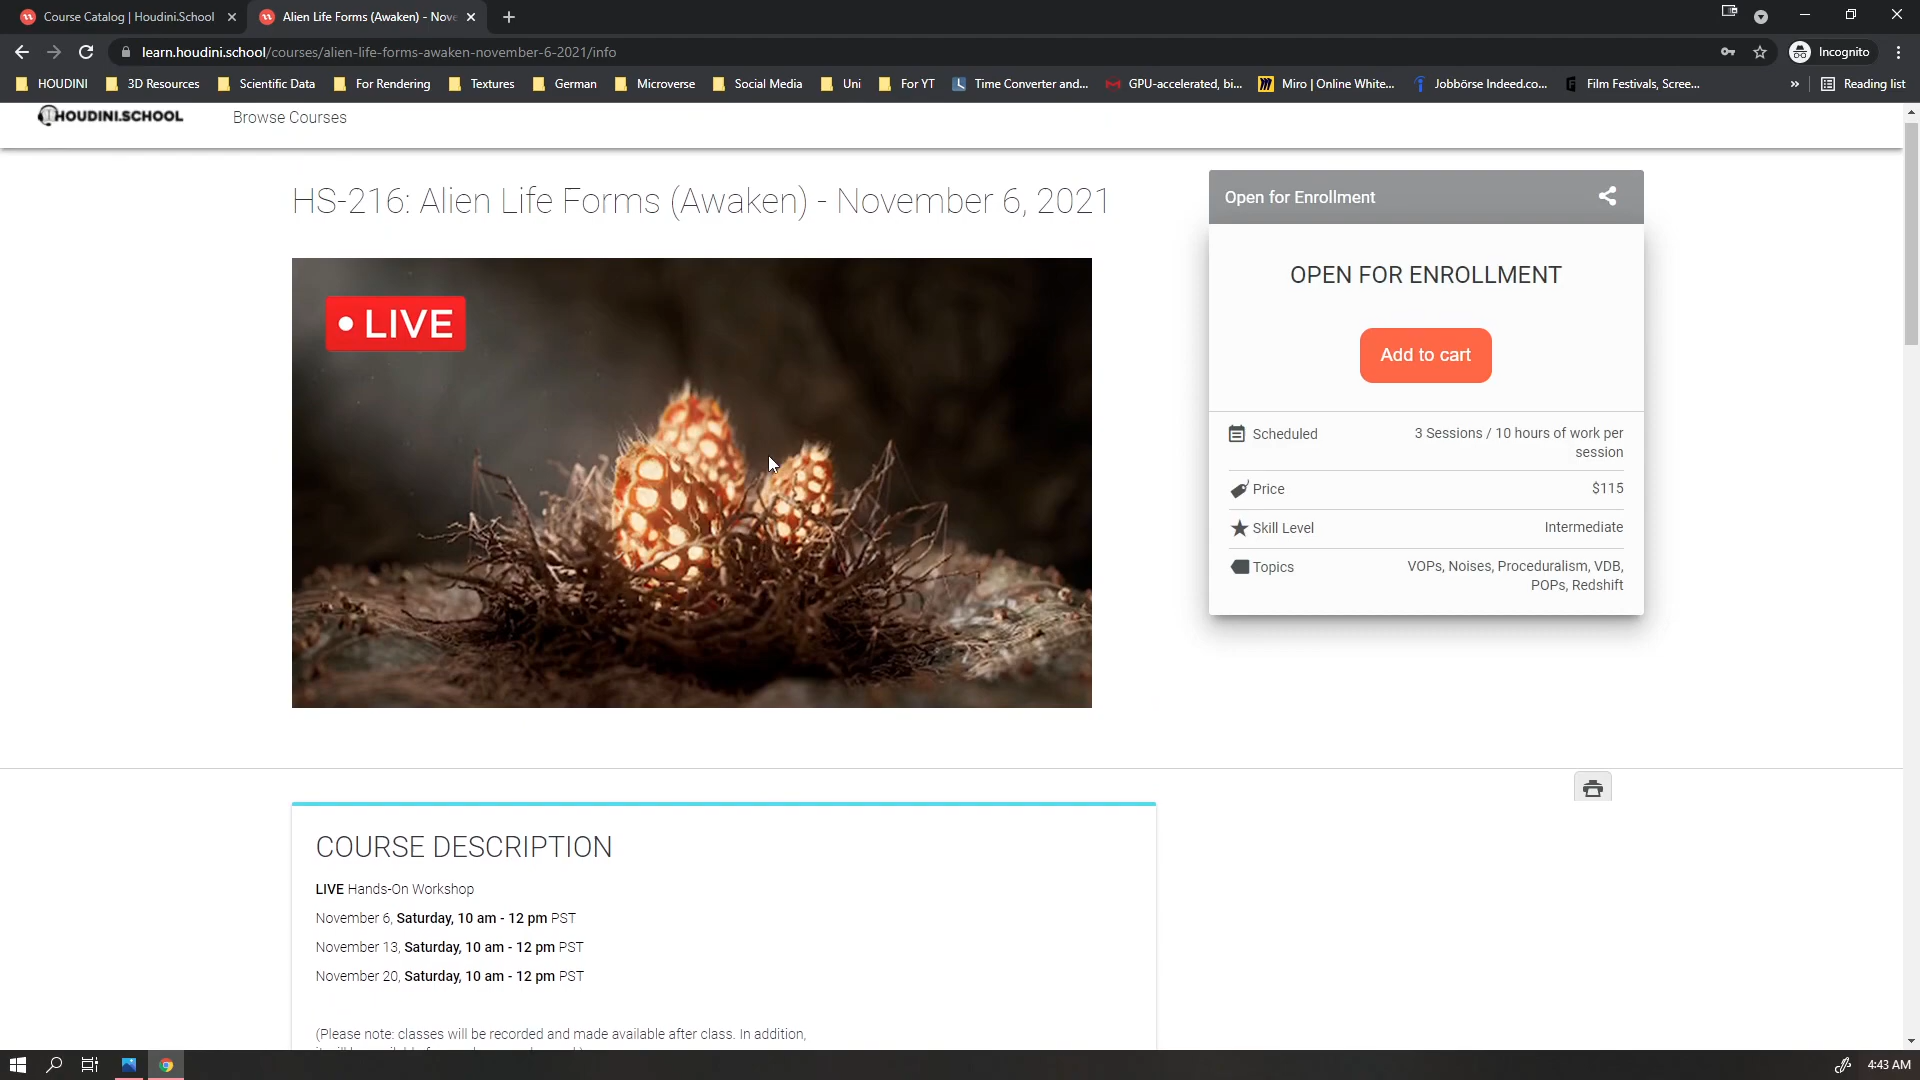 Course Catalog | Houdini.School
Alien Life Forms (Awaken) - Nove
learn.houdini.school/courses/alien-life-forms-awaken-november-6-2021/info
Incognito
HOUDINI
3D Resources
Scientific Data
For Rendering
Textures
German
Microverse
Social Media
Uni
For YT
Time Converter and...
GPU-accelerated, bi...
Miro | Online White...
Jobbörse Indeed.co...
Film Festivals, Scree...
»
Reading list
HOUDINI.SCHOOL
Browse Courses
HS-216: Alien Life Forms (Awaken) - November 6, 2021
LIVE
Open for Enrollment
OPEN FOR ENROLLMENT
Add to cart
Scheduled
3 Sessions / 10 hours of work per
session
Price
$115
Skill Level
Intermediate
Topics
VOPs, Noises, Proceduralism, VDB,
POPs, Redshift
COURSE DESCRIPTION
LIVE Hands-On Workshop
November 6, Saturday, 10 am - 12 pm PST
November 13, Saturday, 10 am - 12 pm PST
November 20, Saturday, 10 am - 12 pm PST
(Please note: classes will be recorded and made available after class. In addition,
4:43 AM